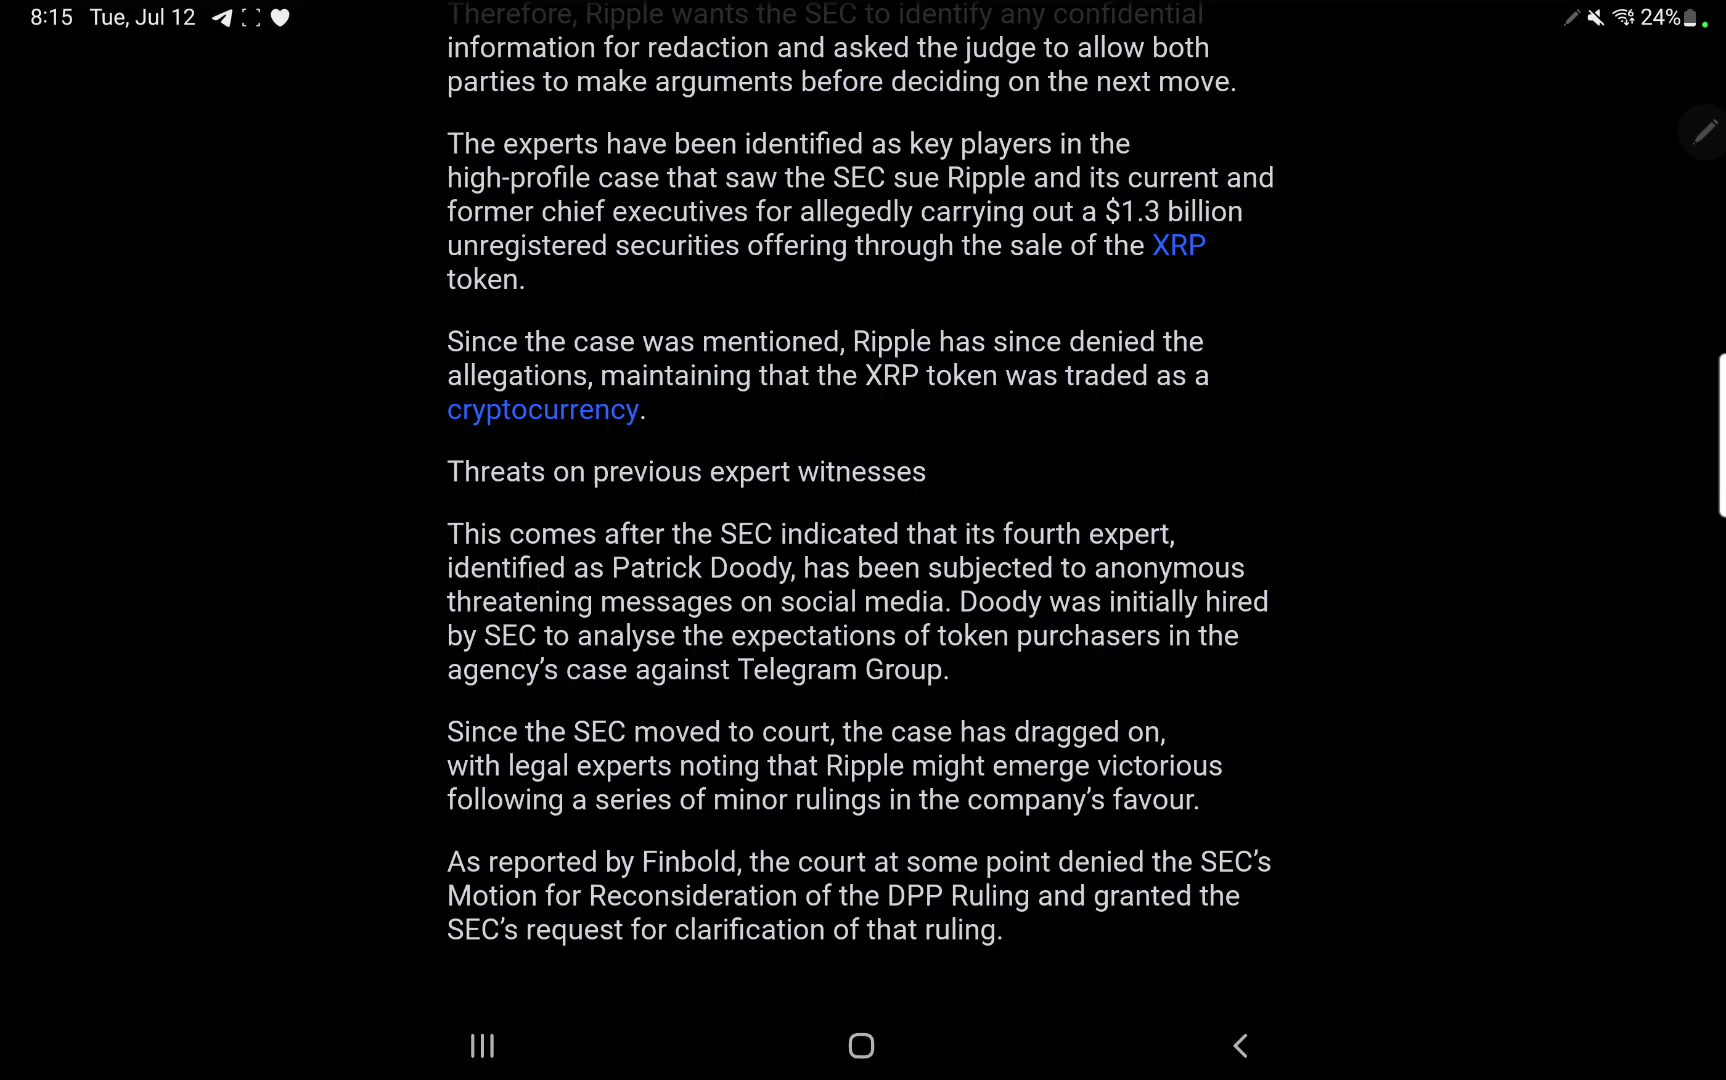 8:15 Tue, Jul 12
24%
Therefore, Ripple wants the SEC to identify any confidential
information for redaction and asked the judge to allow both
parties to make arguments before deciding on the next move.
The experts have been identified as key players in the
high-profile case that saw the SEC sue Ripple and its current and
former chief executives for allegedly carrying out a $1.3 billion
unregistered securities offering through the sale of the XRP
token.
Since the case was mentioned, Ripple has since denied the
allegations, maintaining that the XRP token was traded as a
cryptocurrency.
Threats on previous expert witnesses
This comes after the SEC indicated that its fourth expert,
identified as Patrick Doody, has been subjected to anonymous
threatening messages on social media. Doody was initially hired
by SEC to analyse the expectations of token purchasers in the
agency’s case against Telegram Group.
Since the SEC moved to court, the case has dragged on,
with legal experts noting that Ripple might emerge victorious
following a series of minor rulings in the company’s favour.
As reported by Finbold, the court at some point denied the SEC’s
Motion for Reconsideration of the DPP Ruling and granted the
SEC’s request for clarification of that ruling.